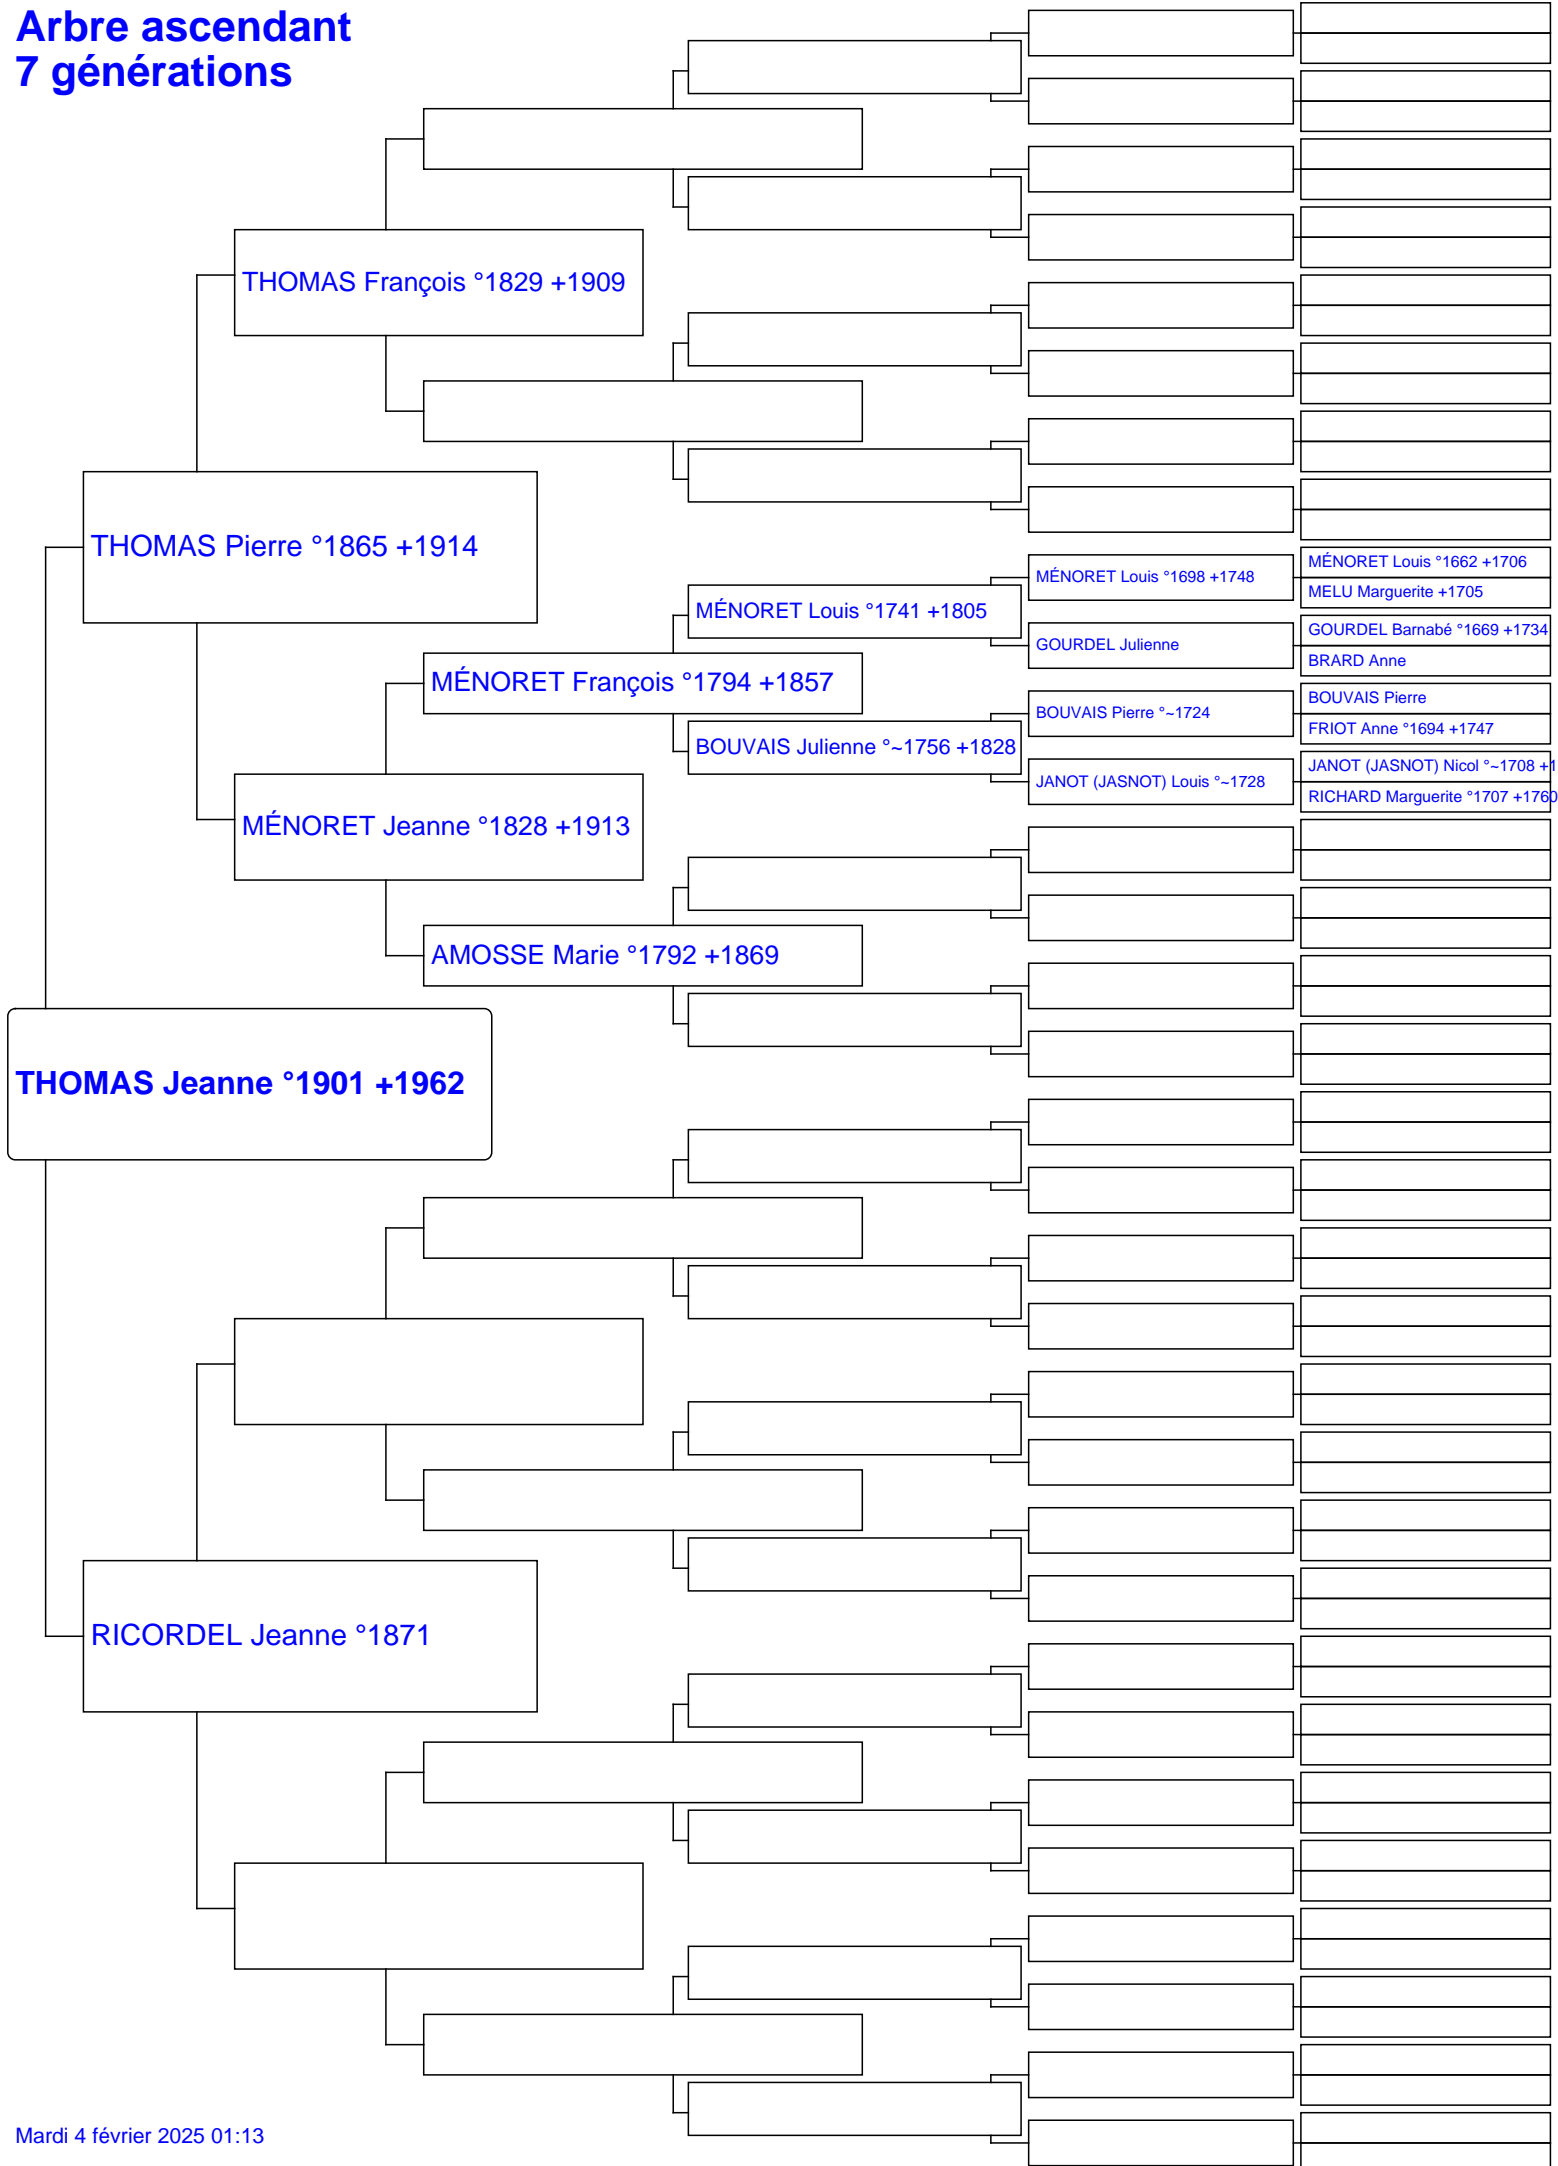 Arbre ascendant
7 générations
THOMAS François °1829 +1909
THOMAS Pierre °1865 +1914
MÉNORET Louis °1662 +1706
MÉNORET Louis °1698 +1748
MELU Marguerite +1705
MÉNORET Louis °1741 +1805
GOURDEL Barnabé °1669 +1734
GOURDEL Julienne
BRARD Anne
MÉNORET François °1794 +1857
BOUVAIS Pierre
BOUVAIS Pierre °~1724
FRIOT Anne °1694 +1747
BOUVAIS Julienne °~1756 +1828
JANOT (JASNOT) Nicol °~1708 +1
JANOT (JASNOT) Louis °~1728
RICHARD Marguerite °1707 +1760
MÉNORET Jeanne °1828 +1913
AMOSSE Marie °1792 +1869
THOMAS Jeanne °1901 +1962
RICORDEL Jeanne °1871
Mardi 4 février 2025 01:13